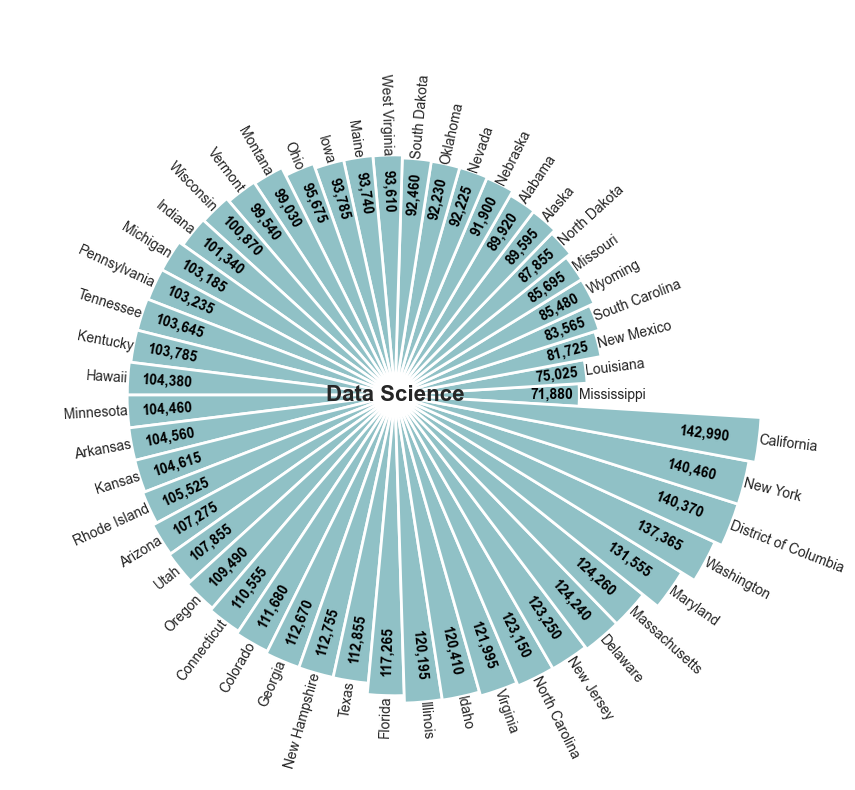 Data Science
142,990 California
140,460 New York
140,370 District of Columbia
137,365 Washington
131,555 Maryland
124,260 Massachusetts
124,240 Delaware
123,250 New Jersey
123,150 North Carolina
121,995 Virginia
120,410 Idaho
120,195 Illinois
117,265 Florida
112,855 Texas
112,755 New Hampshire
112,670 Georgia
111,680 Colorado
110,555 Connecticut
109,490 Oregon
107,855 Utah
107,275 Arizona
105,525 Rhode Island
104,615 Kansas
104,560 Arkansas
104,460 Minnesota
104,380 Hawaii
103,785 Kentucky
103,645 Tennessee
103,235 Pennsylvania
103,185 Michigan
101,340 Indiana
100,870 Wisconsin
99,540 Vermont
99,030 Montana
95,675 Ohio
93,785 Iowa
93,740 Maine
93,610 West Virginia
92,460 South Dakota
92,230 Oklahoma
92,225 Nevada
91,900 Nebraska
89,920 Alabama
89,595 Alaska
87,855 North Dakota
85,695 Missouri
85,480 Wyoming
83,565 South Carolina
81,725 New Mexico
75,025 Louisiana
71,880 Mississippi